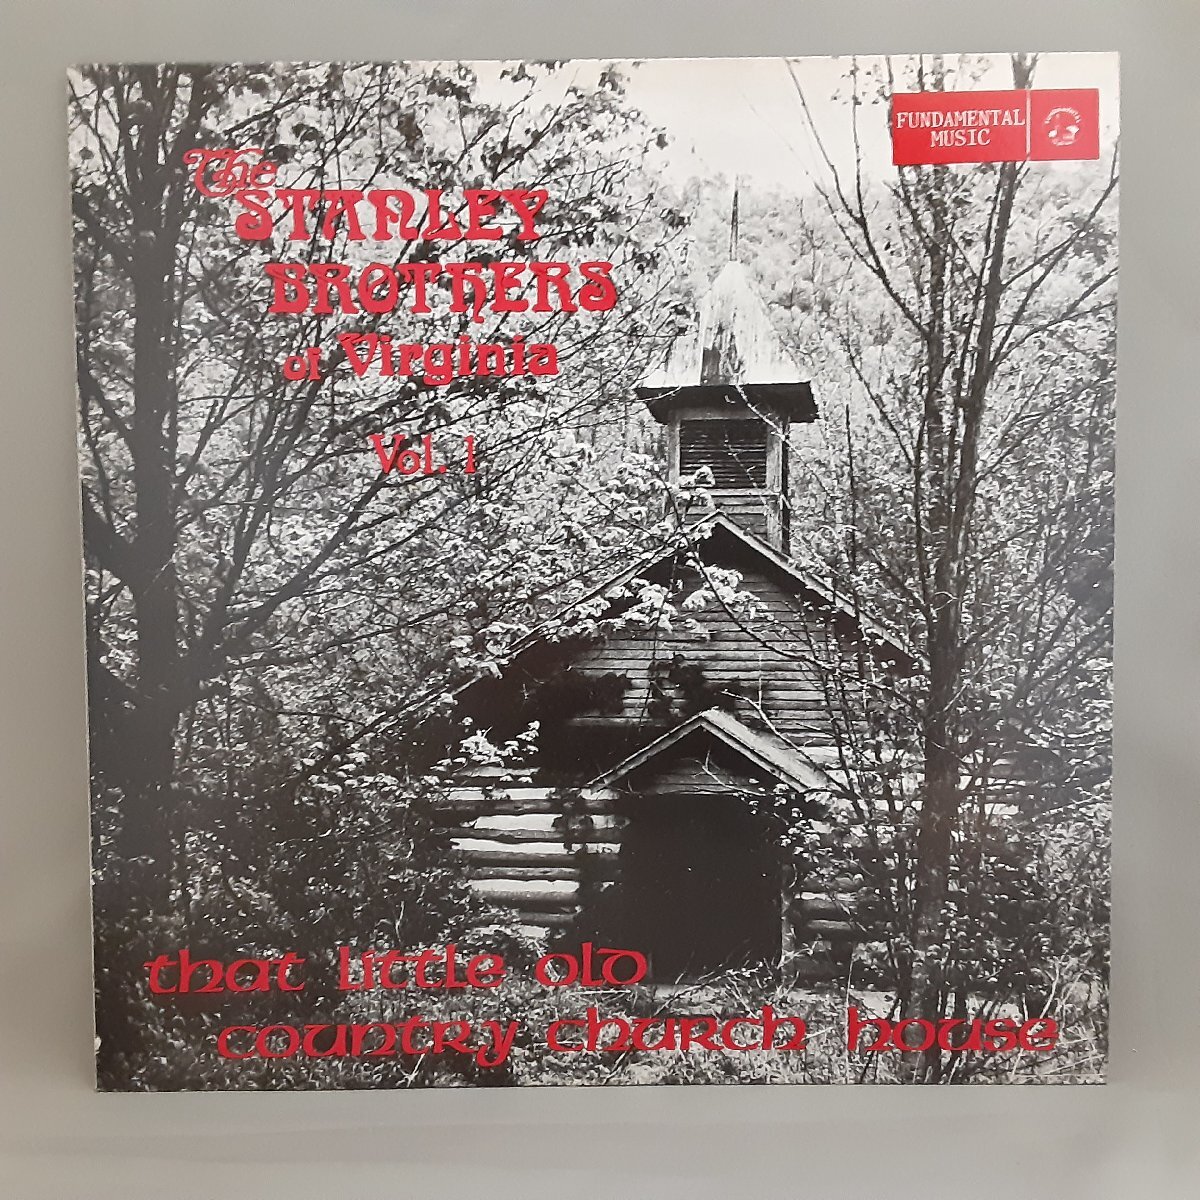 The
STANLEY
BROTHERS
of Virginia
Vol. 1
FUNDAMENTAL
MUSIC
that little old
country church house